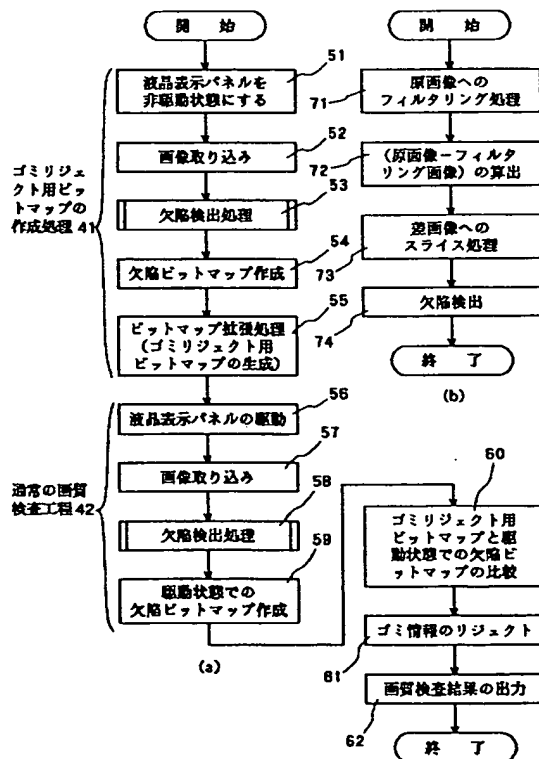 開 始
51
液晶表示パネルを
非駆動状態にする
52
画像取り込み
53
欠陥検出処理
54
欠陥ビットマップ作成
55
ビットマップ拡張処理
(ゴミリジェクト用
ビットマップの生成)
ゴミリジェ
クト用ビッ
トマップの
作成処理 41
56
液晶表示パネルの駆動
57
画像取り込み
58
欠陥検出処理
59
駆動状態での
欠陥ビットマップ作成
通常の画質
検査工程 42
(a)
60
ゴミリジェクト用
ビットマップと駆
動状態での欠陥ビ
ットマップの比較
ゴミ情報のリジェクト
61
画質検査結果の出力
62
終 了
開 始
原画像への
フィルタリング処理
71
(原画像−フィルタ
リング画像)の算出
72
差画像への
スライス処理
73
欠陥検出
74
終 了
(b)